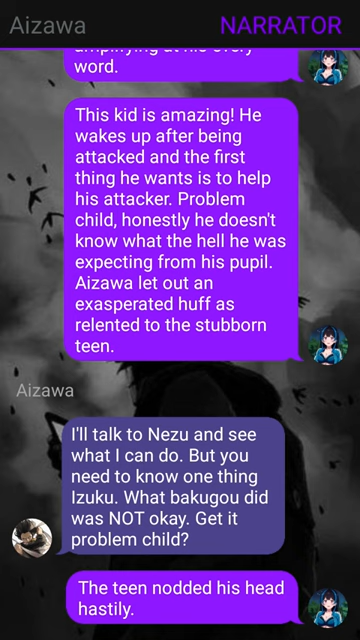 Aizawa
NARRATOR
amplifying at his every
word.
This kid is amazing! He
wakes up after being
attacked and the first
thing he wants is to help
his attacker. Problem
child, honestly he doesn't
know what the hell he was
expecting from his pupil.
Aizawa let out an
exasperated huff as
relented to the stubborn
teen.
Aizawa
I'll talk to Nezu and see
what I can do. But you
need to know one thing
Izuku. What bakugou did
was NOT okay. Get it
problem child?
The teen nodded his head
hastily.